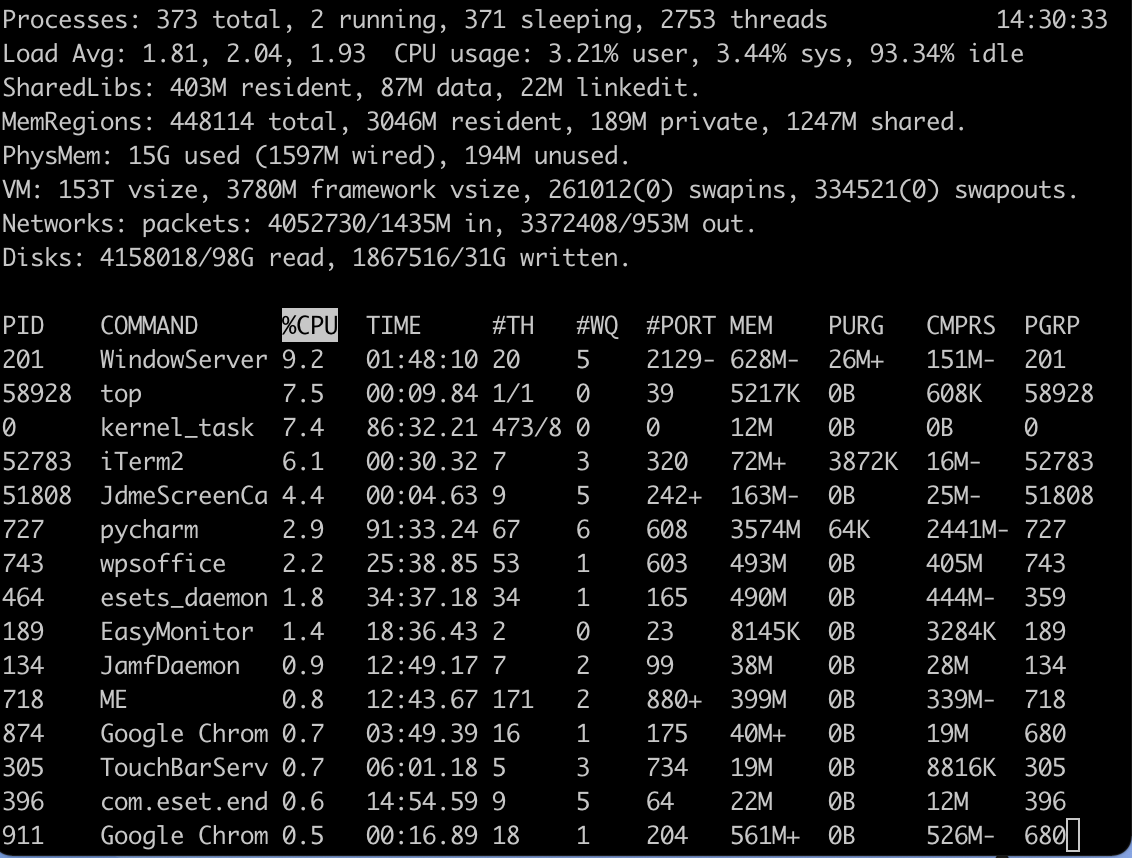 Processes: 373 total, 2 running, 371 sleeping, 2753 threads 14:30:33
Load Avg: 1.81, 2.04, 1.93 CPU usage: 3.21% user, 3.44% sys, 93.34% idle
SharedLibs: 403M resident, 87M data, 22M linkedit.
MemRegions: 448114 total, 3046M resident, 189M private, 1247M shared.
PhysMem: 15G used (1597M wired), 194M unused.
VM: 153T vsize, 3780M framework vsize, 261012(0) swapins, 334521(0) swapouts.
Networks: packets: 4052730/1435M in, 3372408/953M out.
Disks: 4158018/98G read, 1867516/31G written.
PID COMMAND %CPU TIME #TH #WQ #PORT MEM PURG CMPRS PGRP
201 WindowServer 9.2 01:48:10 20 5 2129- 628M- 26M+ 151M- 201
58928 top 7.5 00:09.84 1/1 0 39 5217K 0B 608K 58928
0 kernel_task 7.4 86:32.21 473/8 0 0 12M 0B 0B 0
52783 iTerm2 6.1 00:30.32 7 3 320 72M+ 3872K 16M- 52783
51808 JdmeScreenCa 4.4 00:04.63 9 5 242+ 163M- 0B 25M- 51808
727 pycharm 2.9 91:33.24 67 6 608 3574M 64K 2441M- 727
743 wpsoffice 2.2 25:38.85 53 1 603 493M 0B 405M 743
464 esets_daemon 1.8 34:37.18 34 1 165 490M 0B 444M- 359
189 EasyMonitor 1.4 18:36.43 2 0 23 8145K 0B 3284K 189
134 JamfDaemon 0.9 12:49.17 7 2 99 38M 0B 28M 134
718 ME 0.8 12:43.67 171 2 880+ 399M 0B 339M- 718
874 Google Chrom 0.7 03:49.39 16 1 175 40M+ 0B 19M 680
305 TouchBarServ 0.7 06:01.18 5 3 734 19M 0B 8816K 305
396 com.eset.end 0.6 14:54.59 9 5 64 22M 0B 12M 396
911 Google Chrom 0.5 00:16.89 18 1 204 561M+ 0B 526M- 680